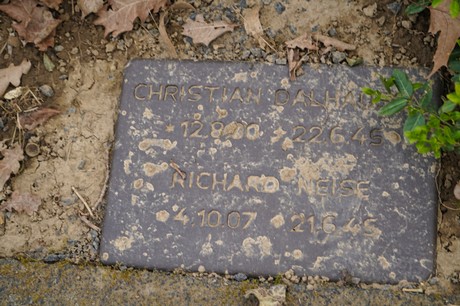 CHRISTIAN
* 12.8.00 + 22.6.45
RICHARD NEISE
* 4.10.07 + 21.6.45